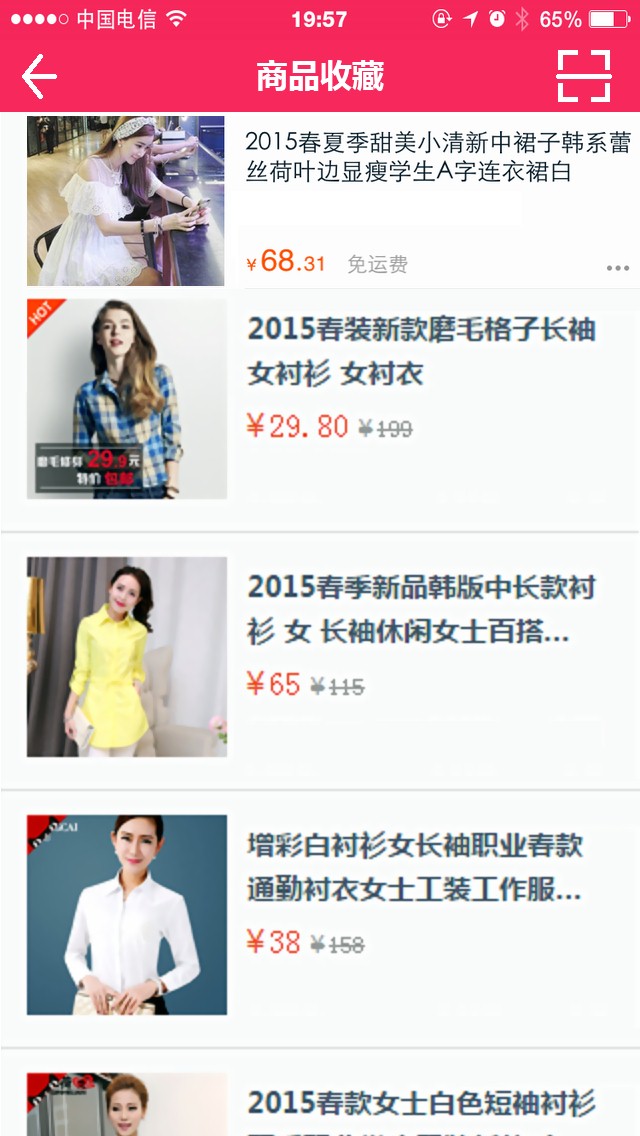 中国电信 19:57 65%
商品收藏
2015春夏季甜美小清新中裙子韩系蕾
丝荷叶边显瘦学生A字连衣裙白
¥68.31 免运费
HOT
2015春装新款磨毛格子长袖
女衬衫 女衬衣
¥29.80 ¥199
29.9元
特价 包邮
2015春季新品韩版中长款衬
衫 女 长袖休闲女士百搭...
¥65 ¥115
增彩白衬衫女长袖职业春款
通勤衬衣女士工装工作服...
¥38 ¥158
2015春款女士白色短袖衬衫